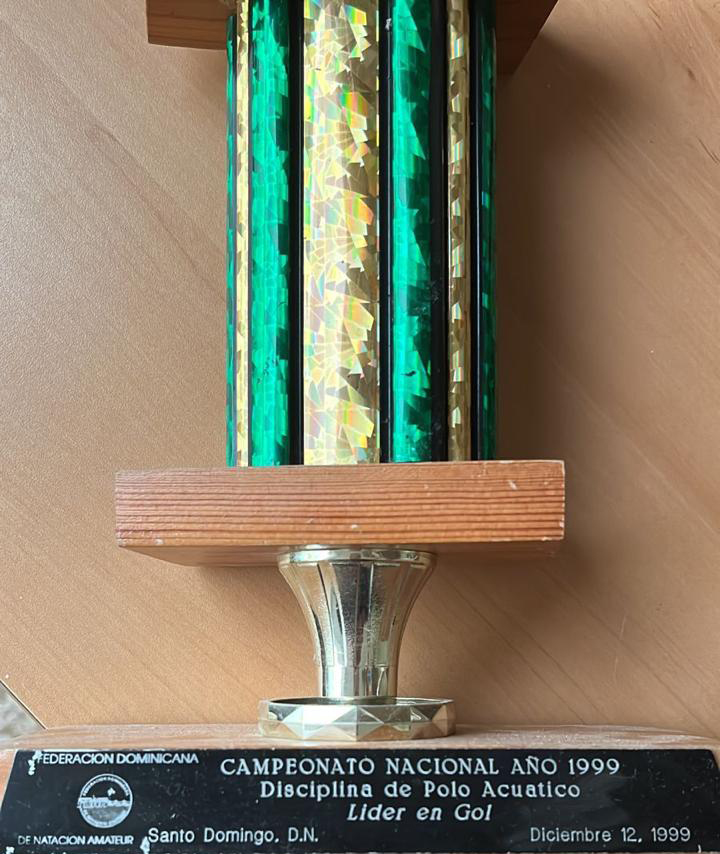 FEDERACION DOMINICANA
DE NATACION AMATEUR
CAMPEONATO NACIONAL AÑO 1999
Disciplina de Polo Acuatico
Lider en Gol
Santo Domingo, D.N.
Diciembre 12, 1999